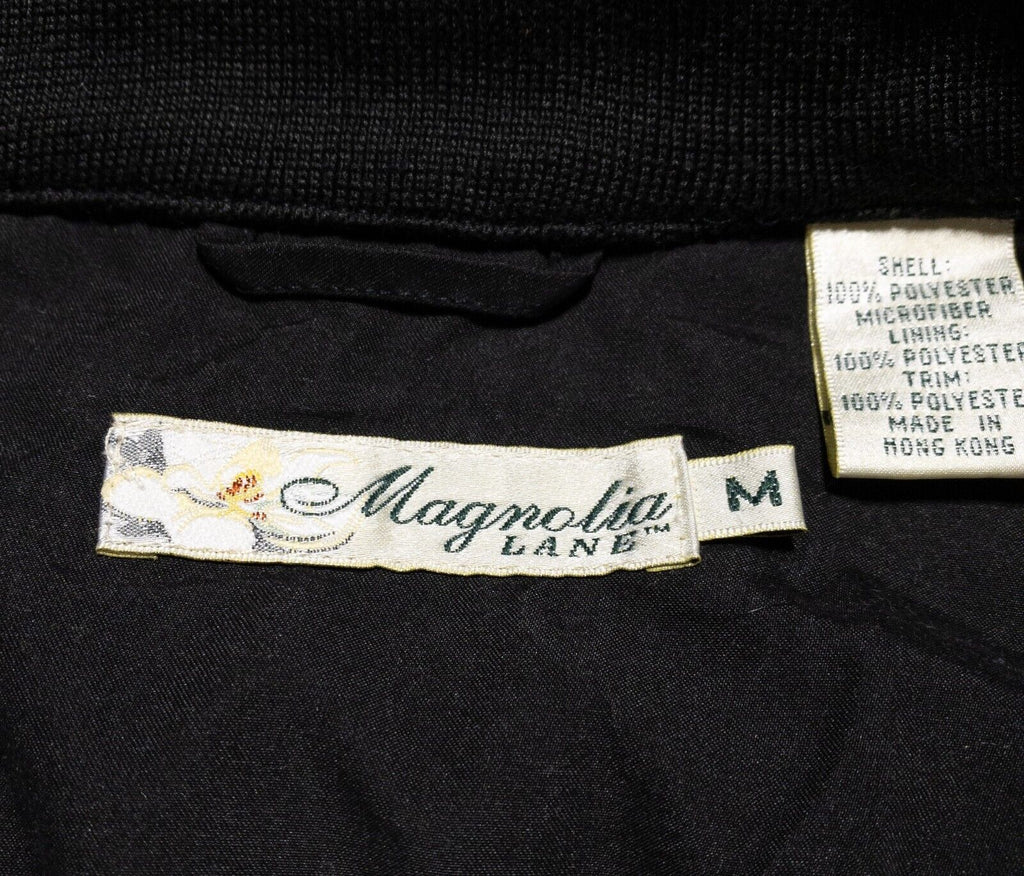 Magnolia
LANE™
M
SHELL:
100% POLYESTER
MICROFIBER
LINING:
100% POLYESTER
TRIM:
100% POLYESTE
MADE IN
HONG KONG